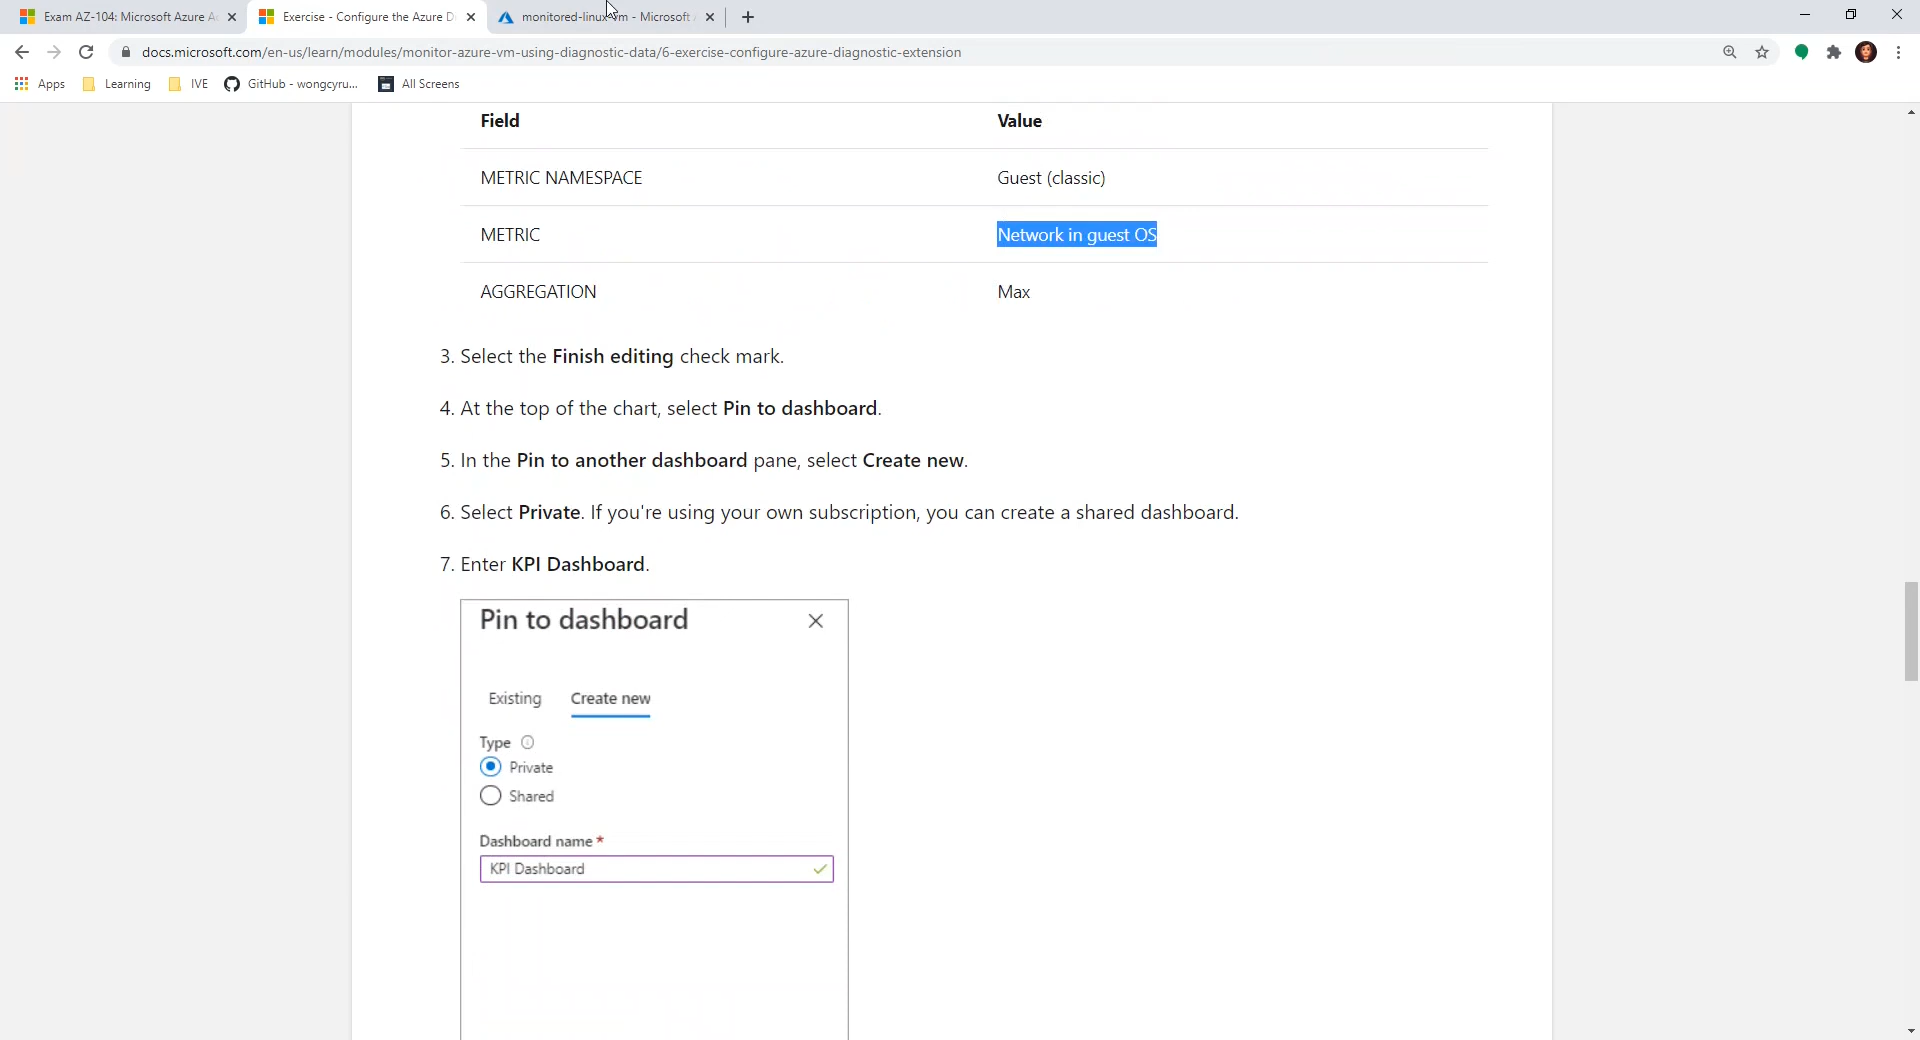 Exam AZ-104: Microsoft Azure A
Exercise - Configure the Azure D
monitored-linux-vm - Microsoft
docs.microsoft.com/en-us/learn/modules/monitor-azure-vm-using-diagnostic-data/6-exercise-configure-azure-diagnostic-extension
Apps Learning IVE GitHub - wongcyru... All Screens
Field Value
METRIC NAMESPACE Guest (classic)
METRIC Network in guest OS
AGGREGATION Max
3. Select the Finish editing check mark.
4. At the top of the chart, select Pin to dashboard.
5. In the Pin to another dashboard pane, select Create new.
6. Select Private. If you're using your own subscription, you can create a shared dashboard.
7. Enter KPI Dashboard.
Pin to dashboard
Existing Create new
Type
Private
Shared
Dashboard name *
KPI Dashboard